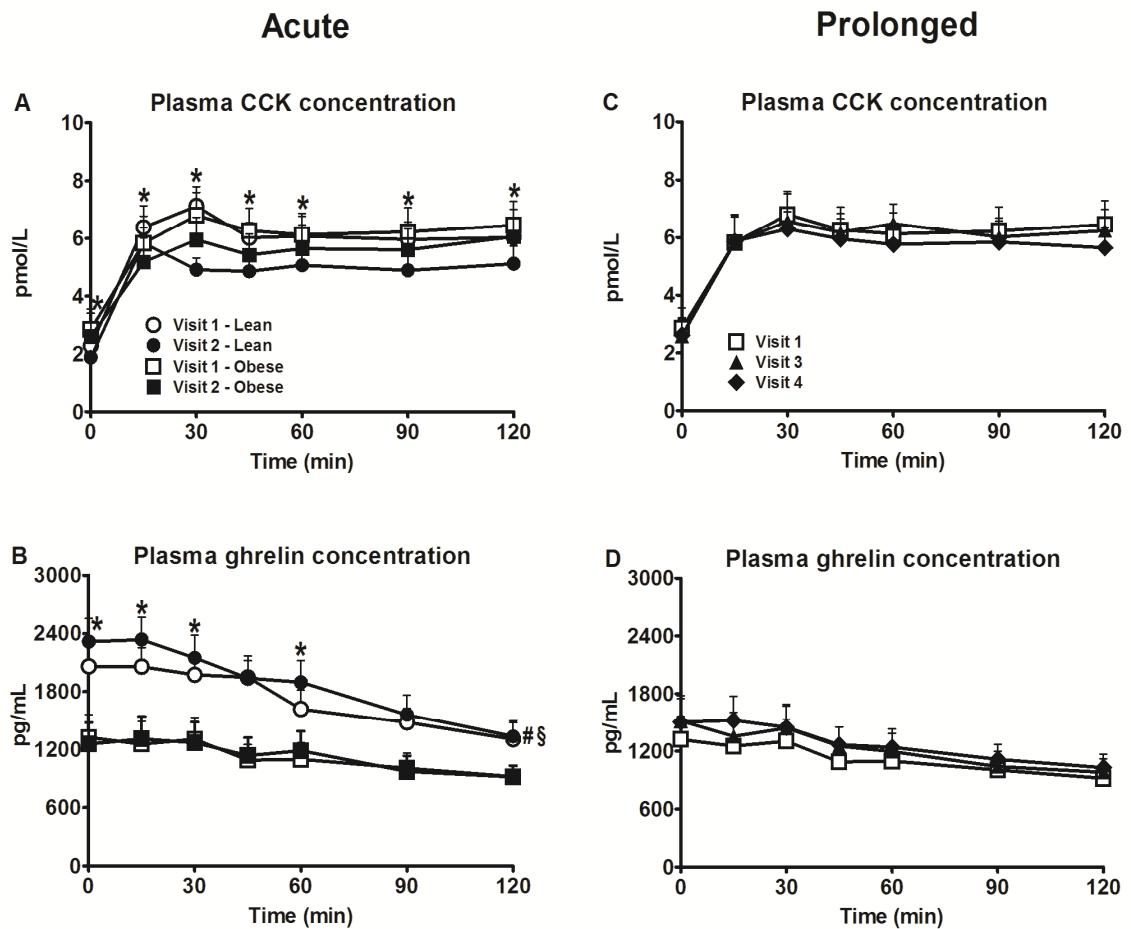 Acute
Prolonged
A
Plasma CCK concentration
10
8
6
4
2
0
pmol/L
* * * * * * *
Visit 1 - Lean
Visit 2 - Lean
Visit 1 - Obese
Visit 2 - Obese
0 30 60 90 120
Time (min)
C
Plasma CCK concentration
10
8
6
4
2
0
pmol/L
Visit 1
Visit 3
Visit 4
0 30 60 90 120
Time (min)
B
Plasma ghrelin concentration
3000
2400
1800
1200
600
0
pg/mL
* * * *
#§
0 30 60 90 120
Time (min)
D
Plasma ghrelin concentration
3000
2400
1800
1200
600
0
pg/mL
0 30 60 90 120
Time (min)